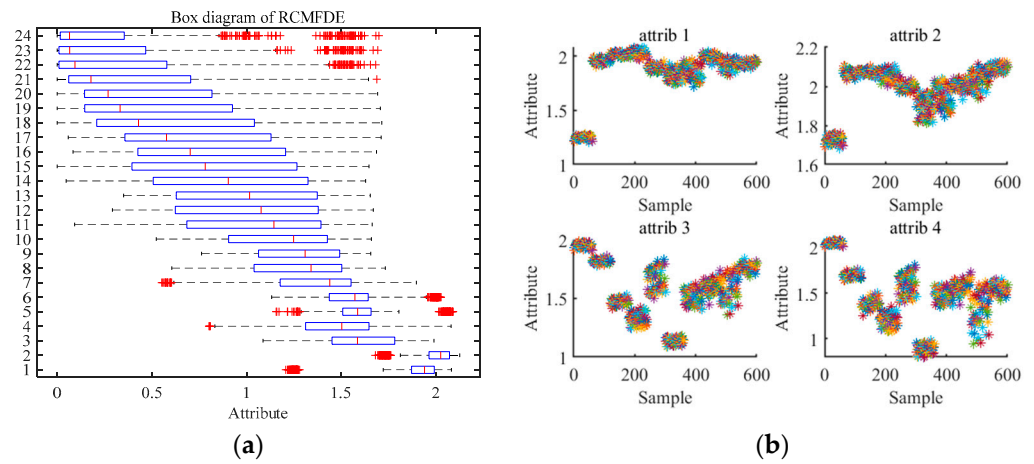 Box diagram of RCMFDE
24
23
22
21
20
19
18
17
16
15
14
13
12
11
10
9
8
7
6
5
4
3
2
1
0 0.5 1 1.5 2
Attribute
(a)
attrib 1
Attribute
2
1.5
1
0 200 400 600
Sample
attrib 2
Attribute
2.2
2.0
1.8
1.6
0 200 400 600
Sample
attrib 3
Attribute
2
1.5
1
0 200 400 600
Sample
attrib 4
Attribute
2
1.5
1
0 200 400 600
Sample
(b)